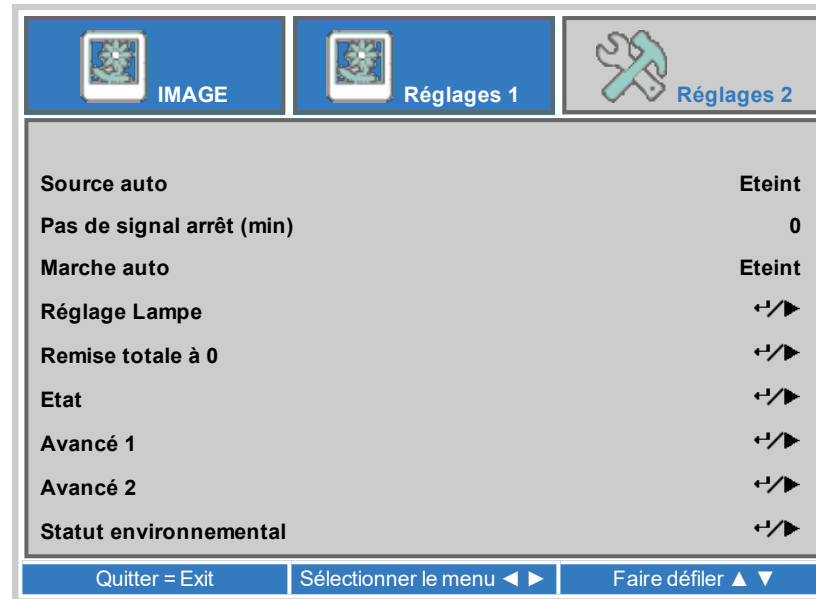 IMAGE
Réglages 1
Réglages 2
Source auto Eteint
Pas de signal arrêt (min) 0
Marche auto Eteint
Réglage Lampe ↵/►
Remise totale à 0 ↵/►
Etat ↵/►
Avancé 1 ↵/►
Avancé 2 ↵/►
Statut environnemental ↵/►
Quitter = Exit
Sélectionner le menu ◄ ►
Faire défiler ▲ ▼